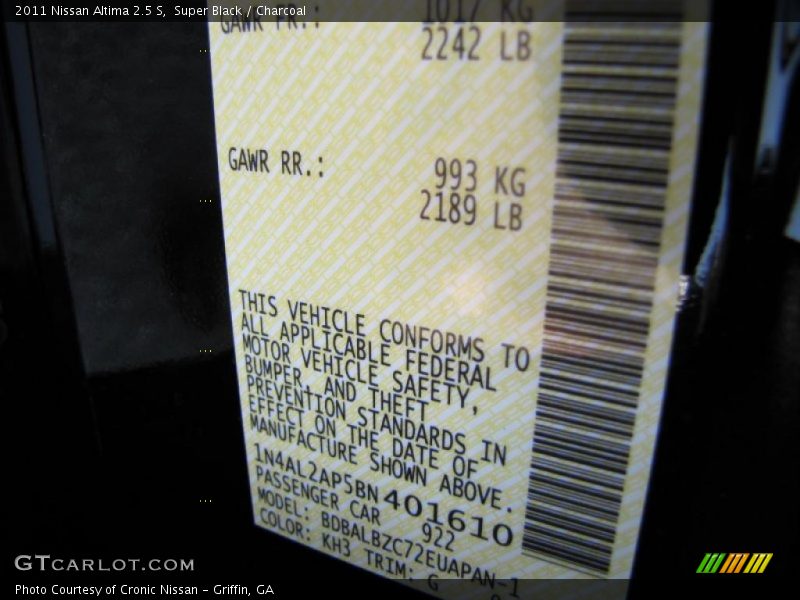 2011 Nissan Altima 2.5 S, Super Black / Charcoal
GAWR FR.: 1017 KG
2242 LB
GAWR RR.: 993 KG
2189 LB
THIS VEHICLE CONFORMS TO
ALL APPLICABLE FEDERAL
MOTOR VEHICLE SAFETY,
BUMPER, AND THEFT
PREVENTION STANDARDS IN
EFFECT ON THE DATE OF
MANUFACTURE SHOWN ABOVE.
1N4AL2AP5BN401610
PASSENGER CAR 922
MODEL: BDBALBZC72EUAPAN-1
COLOR: KH3 TRIM: G
GTCARLOT.COM
Photo Courtesy of Cronic Nissan – Griffin, GA